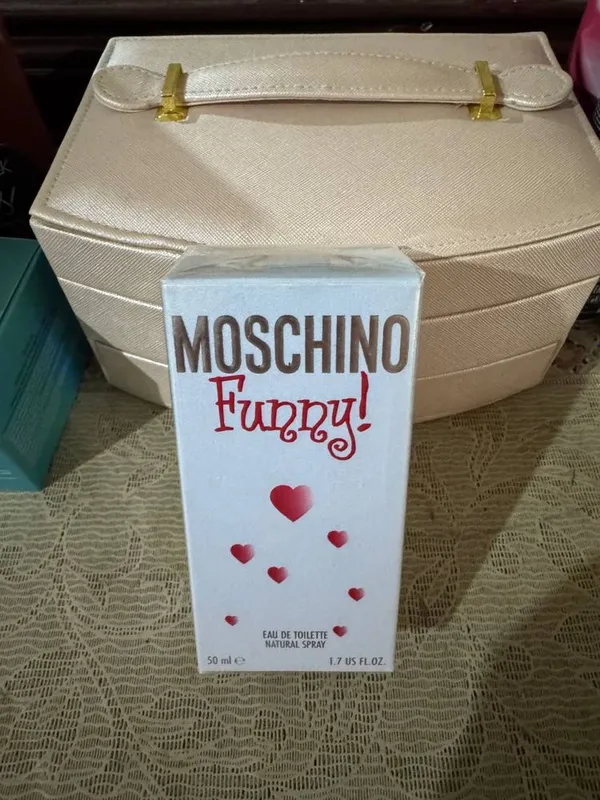 MOSCHINO
Funny!
EAU DE TOILETTE
NATURAL SPRAY
50 ml ℮ 1.7 US FL.OZ.